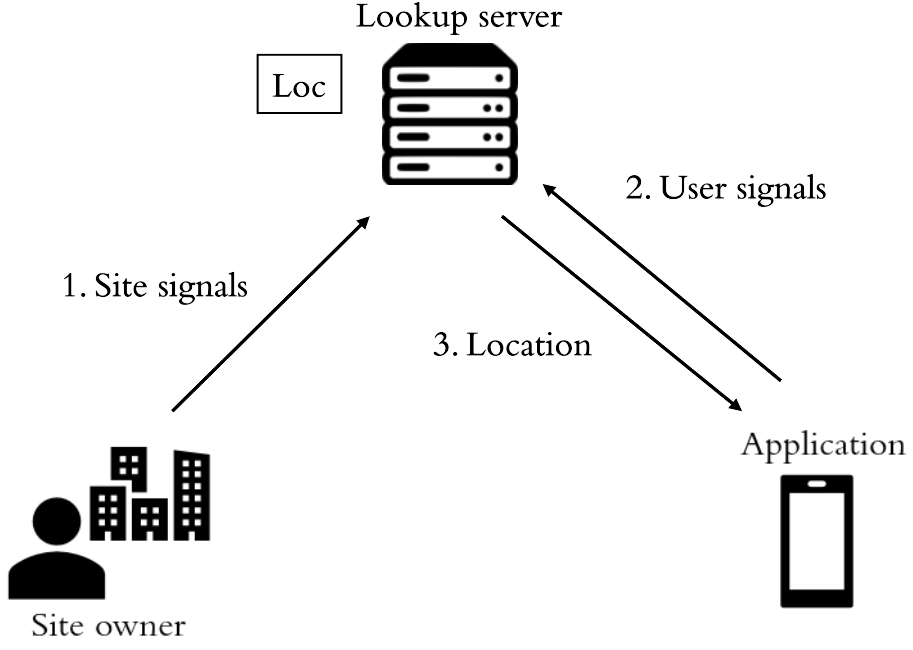 Lookup server
Loc
2. User signals
1. Site signals
3. Location
Application
Site owner